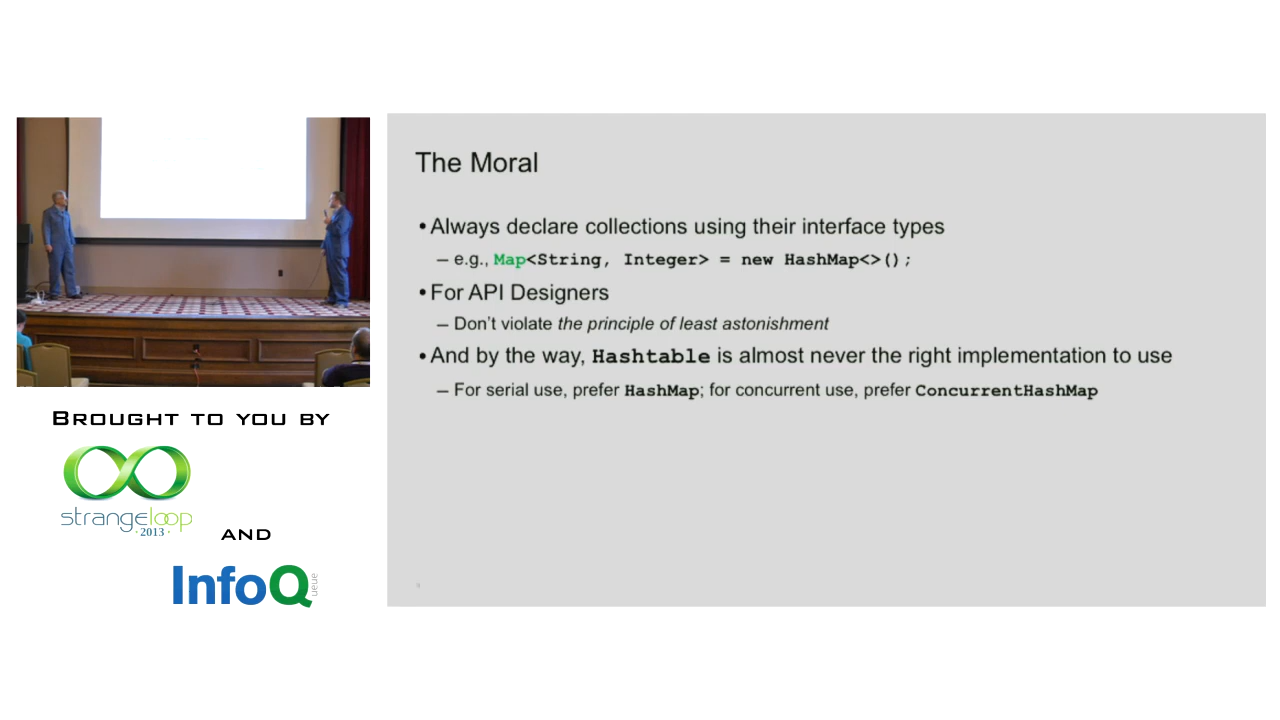 The Moral
• Always declare collections using their interface types
– e.g., Map<String, Integer> = new HashMap<>();
• For API Designers
– Don't violate the principle of least astonishment
• And by the way, Hashtable is almost never the right implementation to use
– For serial use, prefer HashMap; for concurrent use, prefer ConcurrentHashMap
BROUGHT TO YOU BY
strangeloop
· 2013 ·
AND
InfoQ
ueue